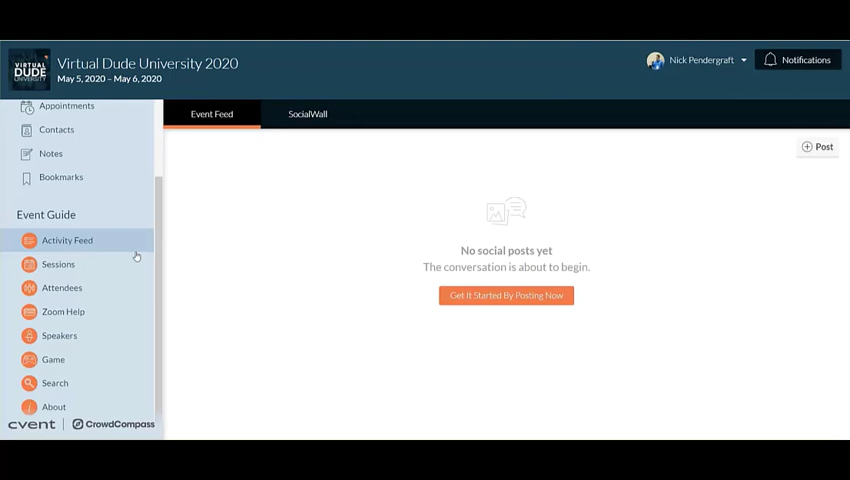 VIRTUAL
DUDE
UNIVERSITY
Virtual Dude University 2020
May 5, 2020 – May 6, 2020
Nick Pendergraft
Notifications
Appointments
Contacts
Notes
Bookmarks
Event Guide
Activity Feed
Sessions
Attendees
Zoom Help
Speakers
Game
Search
About
cvent | CrowdCompass
Event Feed
SocialWall
Post
No social posts yet
The conversation is about to begin.
Get It Started By Posting Now